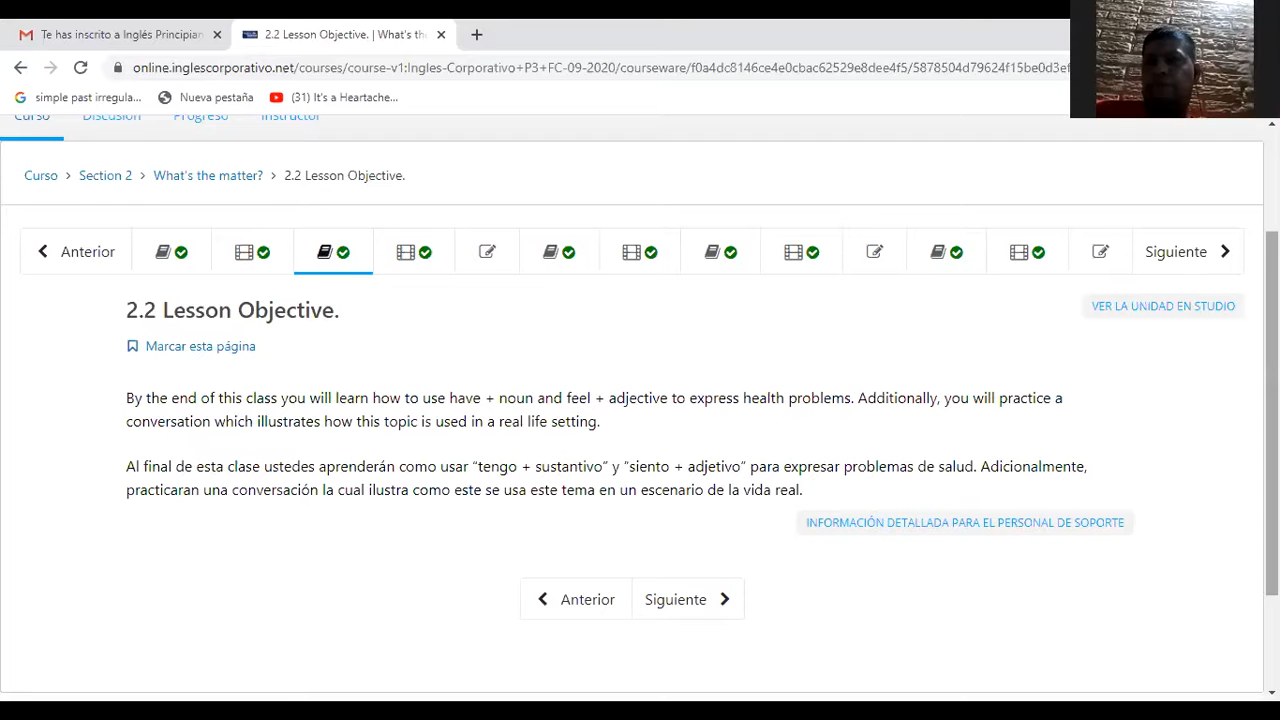 Te has inscrito a Inglés Principian
2.2 Lesson Objective. | What's the
online.inglescorporativo.net/courses/course-v1:Ingles-Corporativo+P3+FC-09-2020/courseware/f0a4dc8146ce4e0cbac62529e8dee4f5/5878504d79624f15be0d3ef
simple past irregula... Nueva pestaña (31) It's a Heartache...
Curso Discusión Progreso Instructor
Curso > Section 2 > What's the matter? > 2.2 Lesson Objective.
Anterior Siguiente
2.2 Lesson Objective.
VER LA UNIDAD EN STUDIO
Marcar esta página
By the end of this class you will learn how to use have + noun and feel + adjective to express health problems. Additionally, you will practice a
conversation which illustrates how this topic is used in a real life setting.
Al final de esta clase ustedes aprenderán como usar “tengo + sustantivo” y “siento + adjetivo” para expresar problemas de salud. Adicionalmente,
practicaran una conversación la cual ilustra como este se usa este tema en un escenario de la vida real.
INFORMACIÓN DETALLADA PARA EL PERSONAL DE SOPORTE
Anterior Siguiente